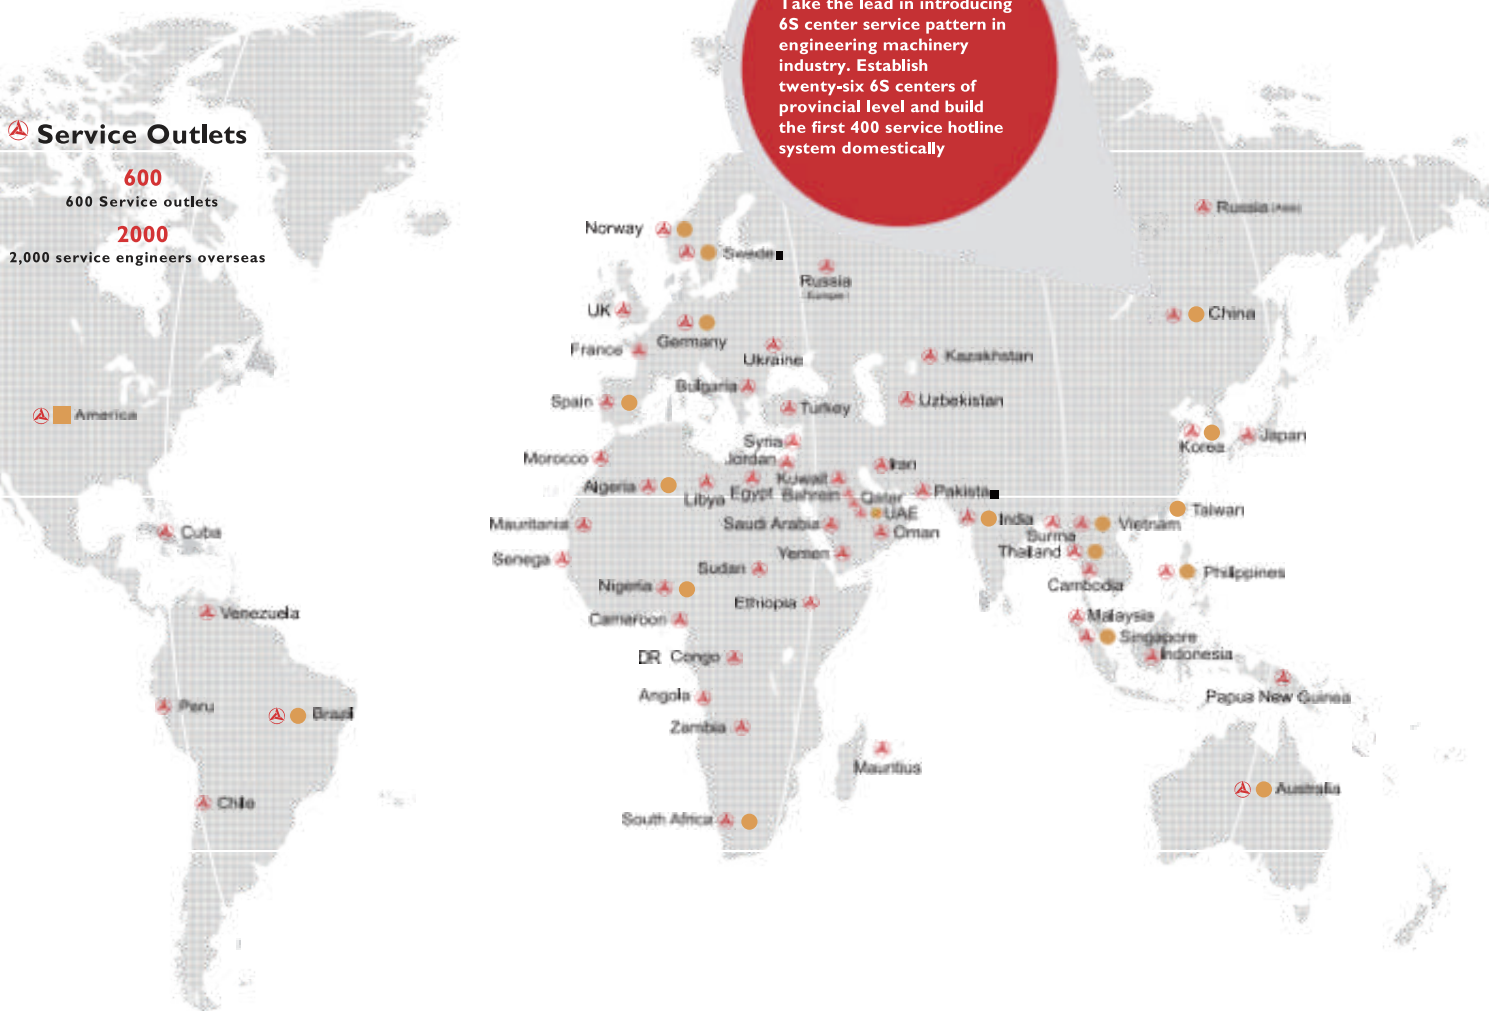 Take the lead in introducing
6S center service pattern in
engineering machinery
industry. Establish
twenty-six 6S centers of
provincial level and build
the first 400 service hotline
system domestically
Service Outlets
600
600 Service outlets
2000
2,000 service engineers overseas
Russia (Asia)
Norway
Swede
Russia
(Europe)
UK
China
Germany
France
Ukraine
Kazakhstan
Bulgaria
Spain
Uzbekistan
Turkey
America
Syria
Korea
Japan
Morocco
Jordan
Iran
Algeria
Libya
Egypt
Kuwait
Bahrain
Qatar
Pakista
UAE
Taiwan
Mauritania
Saudi Arabia
Oman
India
Burma
Vietnam
Cuba
Senega
Yemen
Thailand
Sudan
Philippines
Nigeria
Cambodia
Ethiopia
Venezuela
Cameroon
Malaysia
Singapore
DR Congo
Indonesia
Angola
Papua New Guinea
Peru
Brazil
Zambia
Mauritius
Australia
Chile
South Africa